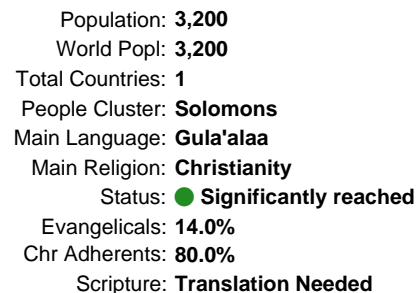 Population: 3,200
World Popl: 3,200
Total Countries: 1
People Cluster: Solomons
Main Language: Gula'alaa
Main Religion: Christianity
Status: Significantly reached
Evangelicals: 14.0%
Chr Adherents: 80.0%
Scripture: Translation Needed